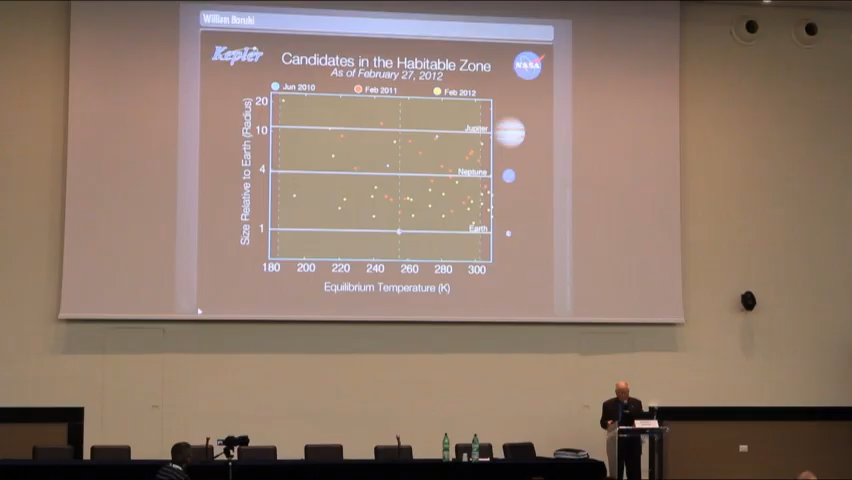 William Borucki
Kepler
Candidates in the Habitable Zone
NASA
As of February 27, 2012
Jun 2010 Feb 2011 Feb 2012
Size Relative to Earth (Radius)
20
10
Jupiter
4
Neptune
1
Earth
180 200 220 240 260 280 300
Equilibrium Temperature (K)